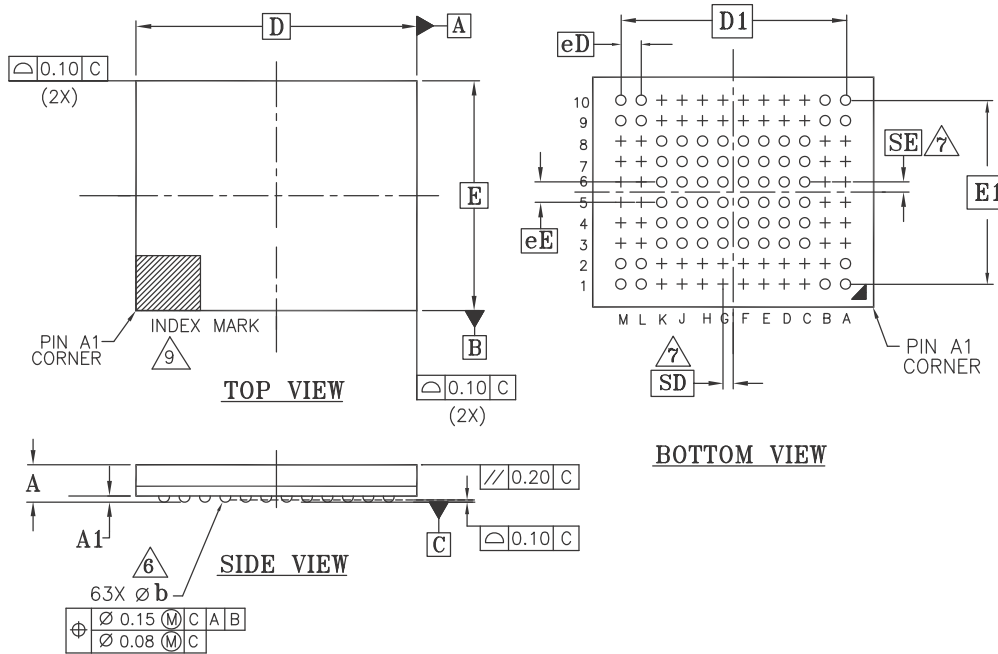 D
A
⌓ 0.10 C
(2X)
E
INDEX MARK
PIN A1
CORNER
9
B
TOP VIEW
⌓ 0.10 C
(2X)
D1
eD
10
9
8
7
6
5
4
3
2
1
SE
7
E1
eE
M L K J H G F E D C B A
7
SD
PIN A1
CORNER
BOTTOM VIEW
A
A1
// 0.20 C
C
⌓ 0.10 C
SIDE VIEW
6
63X Ø b
⌖ Ø 0.15 Ⓜ C A B
Ø 0.08 Ⓜ C